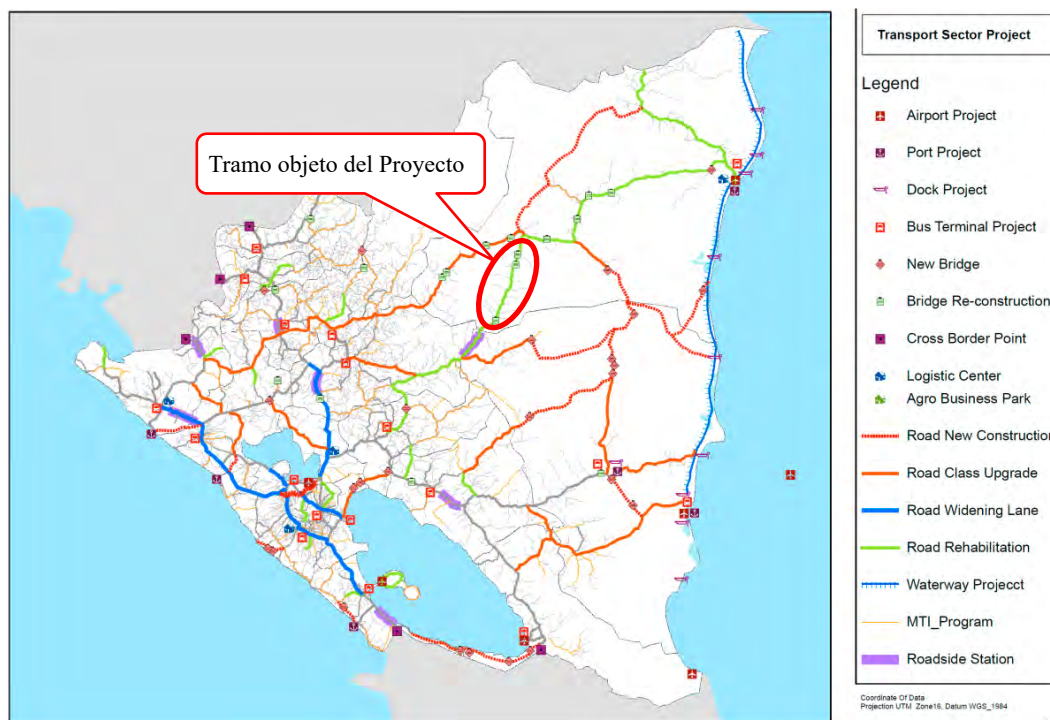 Tramo objeto del Proyecto
Transport Sector Project
Legend
Airport Project
Port Project
Dock Project
Bus Terminal Project
New Bridge
Bridge Re-construction
Cross Border Point
Logistic Center
Agro Business Park
Road New Construction
Road Class Upgrade
Road Widening Lane
Road Rehabilitation
Waterway Projecct
MTI_Program
Roadside Station
Coordinate Of Data
Projection UTM Zone16, Datum WGS_1984